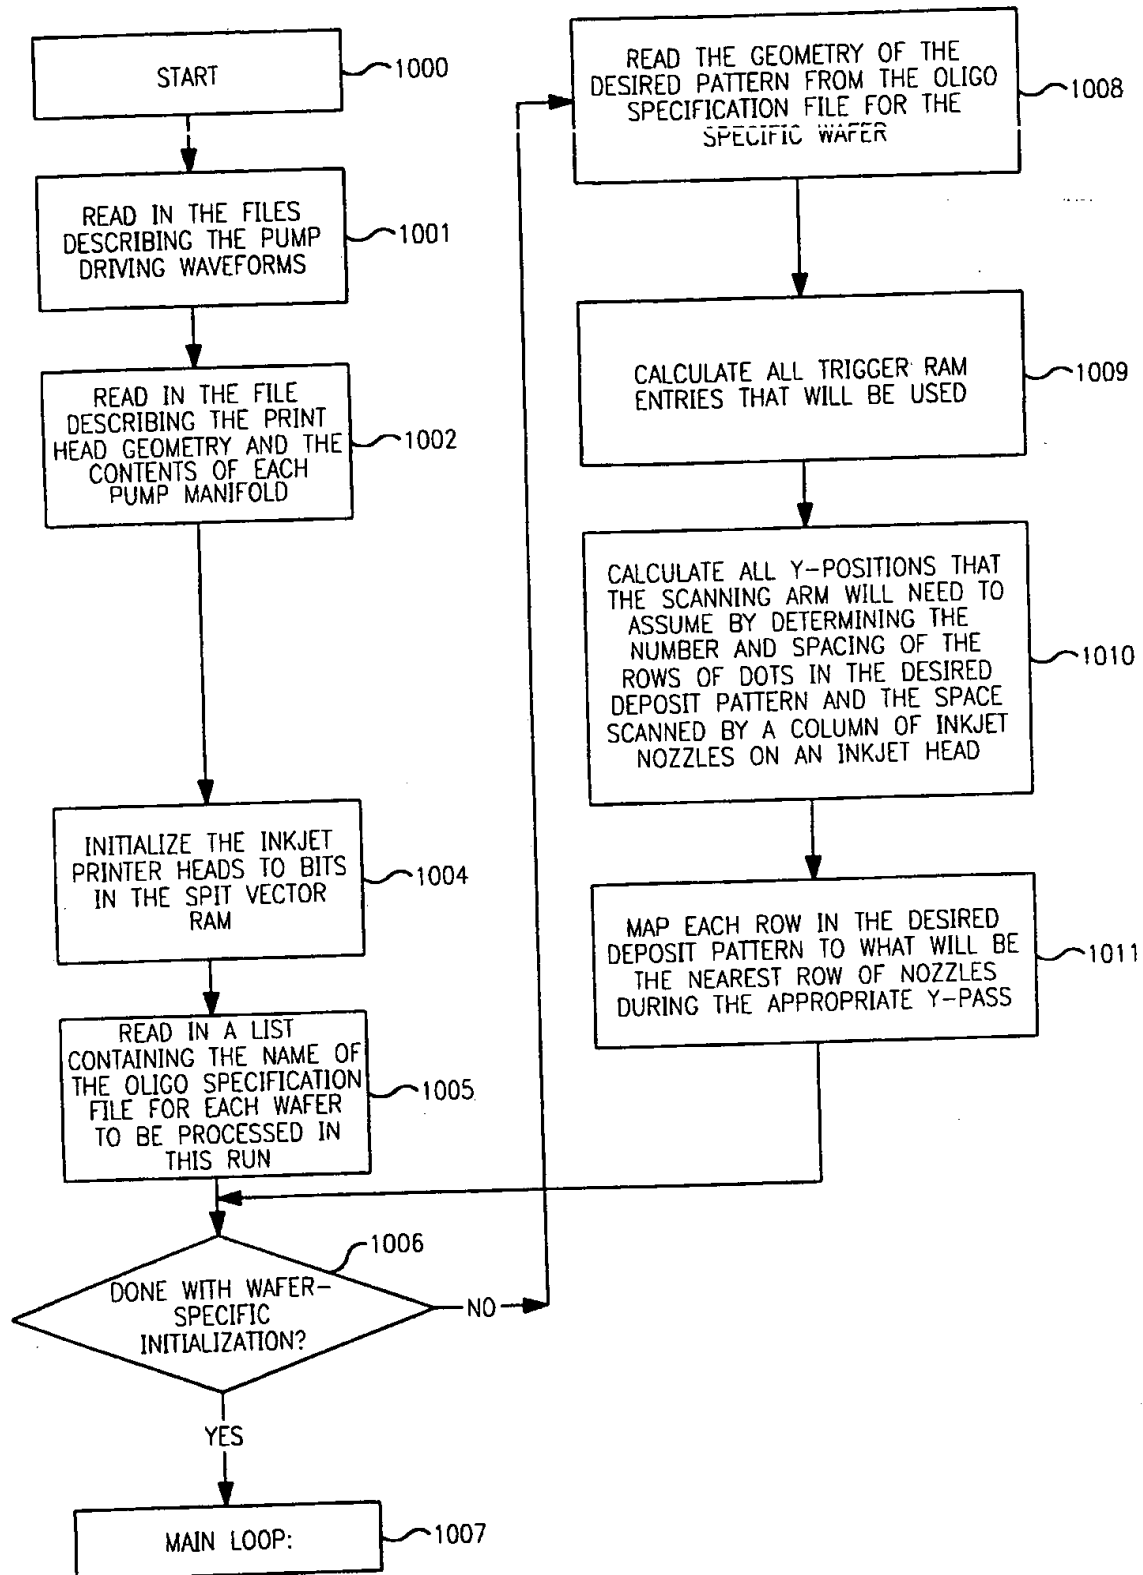 START
1000
READ IN THE FILES
DESCRIBING THE PUMP
DRIVING WAVEFORMS
1001
READ IN THE FILE
DESCRIBING THE PRINT
HEAD GEOMETRY AND THE
CONTENTS OF EACH
PUMP MANIFOLD
1002
INITIALIZE THE INKJET
PRINTER HEADS TO BITS
IN THE SPIT VECTOR
RAM
1004
READ IN A LIST
CONTAINING THE NAME OF
THE OLIGO SPECIFICATION
FILE FOR EACH WAFER
TO BE PROCESSED IN
THIS RUN
1005
1006
DONE WITH WAFER-
SPECIFIC
INITIALIZATION?
NO
YES
MAIN LOOP:
1007
READ THE GEOMETRY OF THE
DESIRED PATTERN FROM THE OLIGO
SPECIFICATION FILE FOR THE
SPECIFIC WAFER
1008
CALCULATE ALL TRIGGER RAM
ENTRIES THAT WILL BE USED
1009
CALCULATE ALL Y-POSITIONS THAT
THE SCANNING ARM WILL NEED TO
ASSUME BY DETERMINING THE
NUMBER AND SPACING OF THE
ROWS OF DOTS IN THE DESIRED
DEPOSIT PATTERN AND THE SPACE
SCANNED BY A COLUMN OF INKJET
NOZZLES ON AN INKJET HEAD
1010
MAP EACH ROW IN THE DESIRED
DEPOSIT PATTERN TO WHAT WILL BE
THE NEAREST ROW OF NOZZLES
DURING THE APPROPRIATE Y-PASS
1011